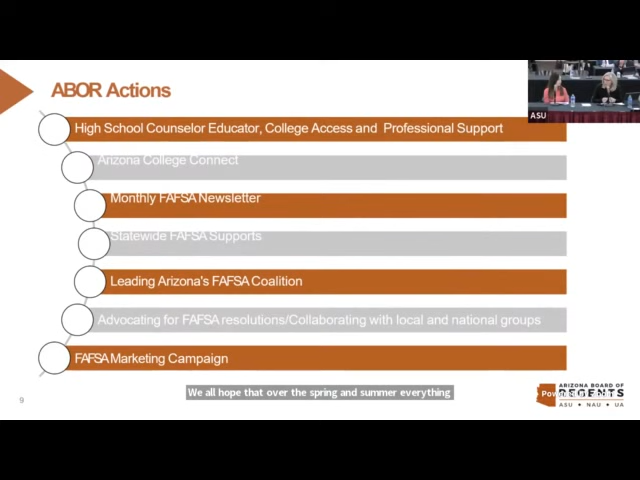 ABOR Actions
ASU
High School Counselor Educator, College Access and Professional Support
Arizona College Connect
Monthly FAFSA Newsletter
Statewide FAFSA Supports
Leading Arizona's FAFSA Coalition
Advocating for FAFSA resolutions/Collaborating with local and national groups
FAFSA Marketing Campaign
We all hope that over the spring and summer everything
9
ARIZONA BOARD OF
REGENTS
ASU • NAU • UA